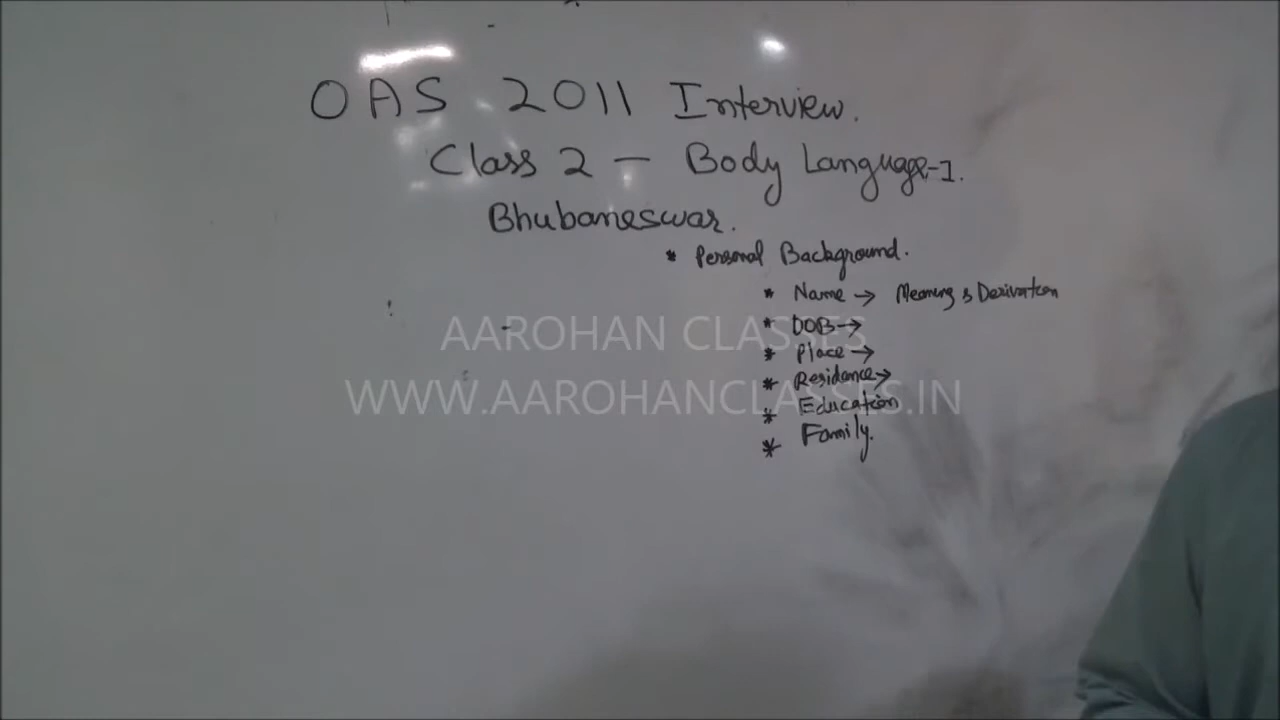 OAS 2011 Interview.
Class 2 — Body Language-1.
Bhubaneswar.
* Personal Background.
* Name → Meaning & Derivation
* DOB →
AAROHAN CLASSES
* Place →
* Residence →
WWW.AAROHANCLASSES.IN
* Education
* Family.